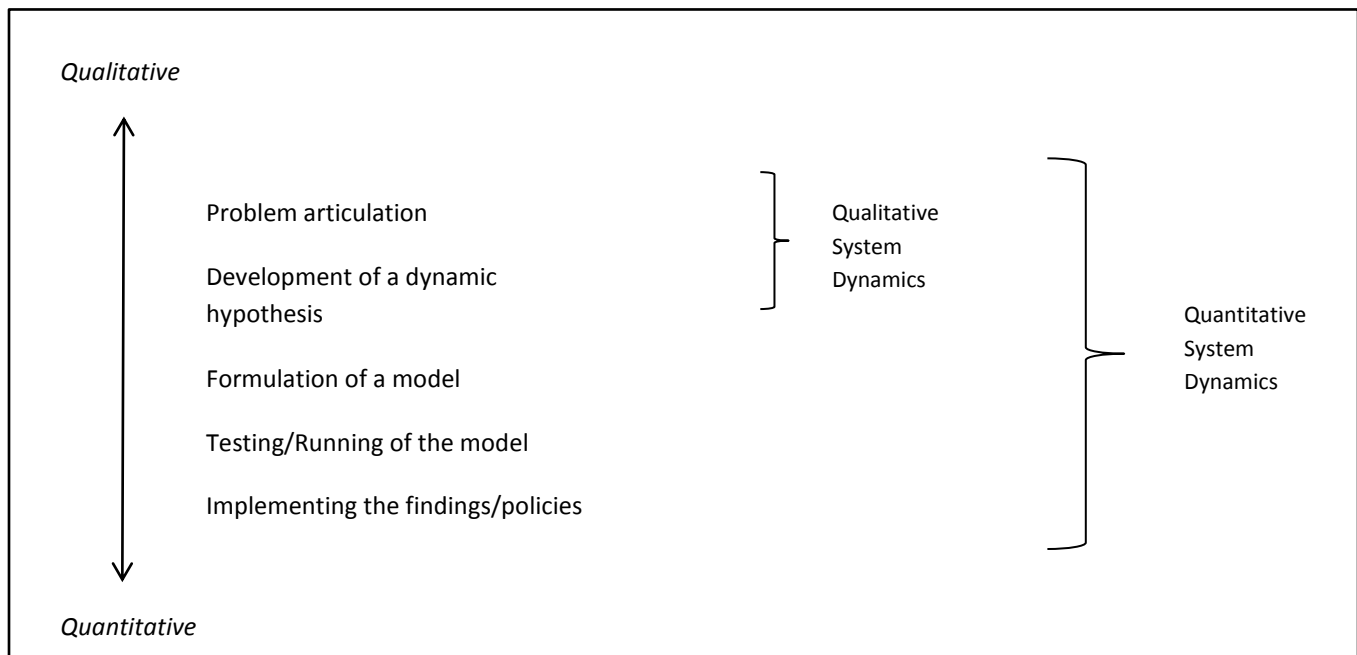 Qualitative
Problem articulation
Development of a dynamic
hypothesis
Formulation of a model
Testing/Running of the model
Implementing the findings/policies
Qualitative
System
Dynamics
Quantitative
System
Dynamics
Quantitative